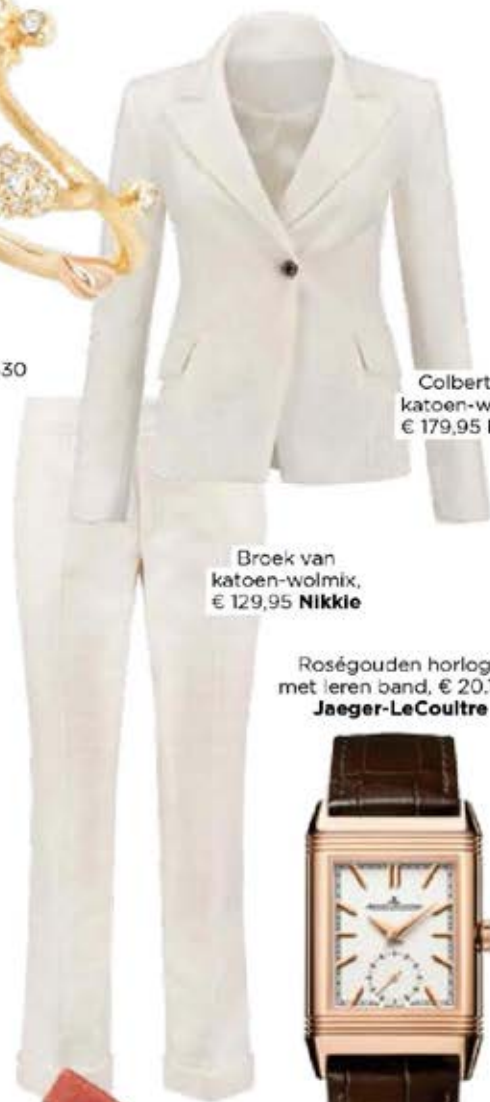 30
Colbert
katoen-w
€ 179,95
Broek van
katoen-wolmix,
€ 129,95 Nikkie
Roségouden horlog
met leren band, € 20.
Jaeger-LeCoultre